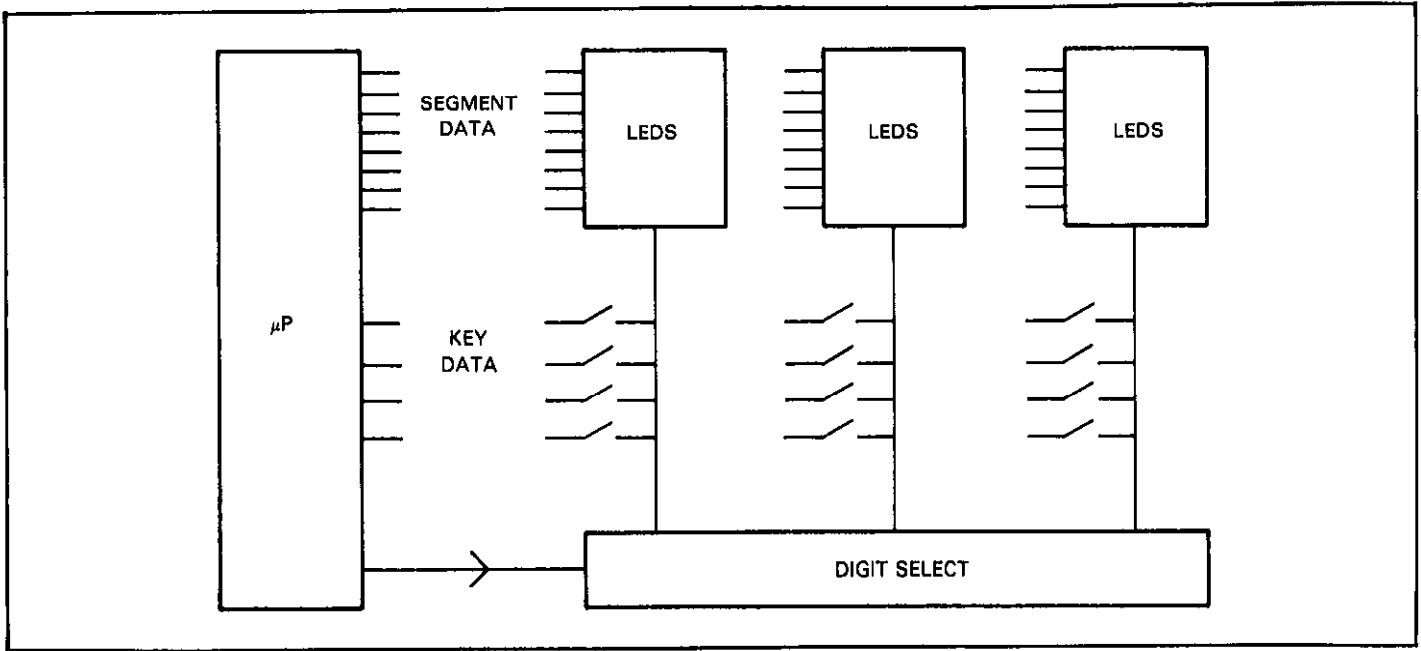 SEGMENT
DATA
LEDS
LEDS
LEDS
μP
KEY
DATA
DIGIT SELECT